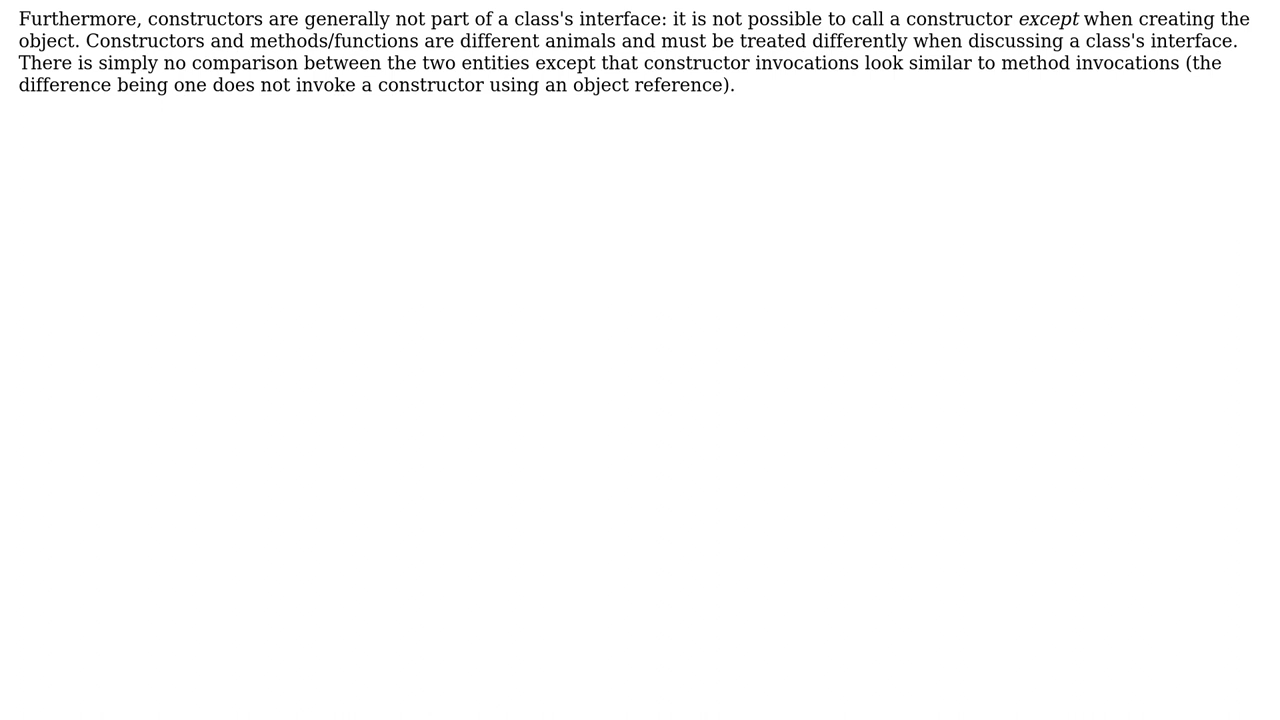 Furthermore, constructors are generally not part of a class's interface: it is not possible to call a constructor except when creating the
object. Constructors and methods/functions are different animals and must be treated differently when discussing a class's interface.
There is simply no comparison between the two entities except that constructor invocations look similar to method invocations (the
difference being one does not invoke a constructor using an object reference).